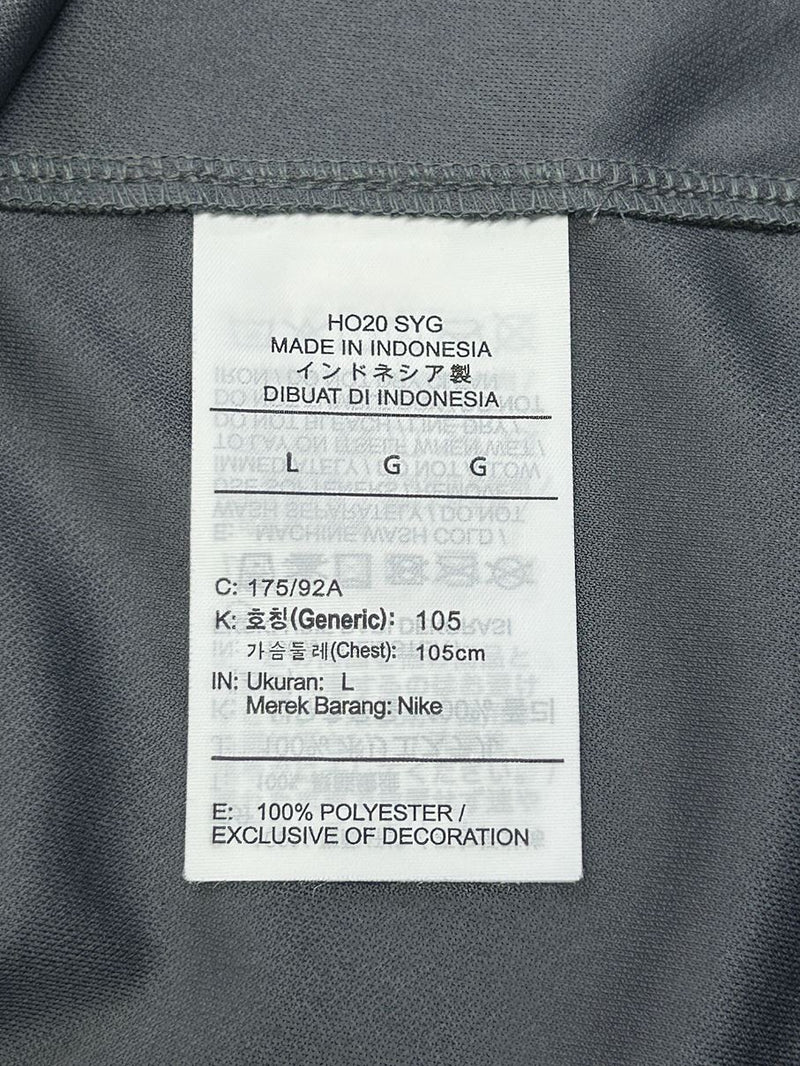 HO20 SYG
MADE IN INDONESIA
インドネシア製
DIBUAT DI INDONESIA
L G G
C: 175/92A
K: 호칭(Generic): 105
가슴둘레(Chest): 105cm
IN: Ukuran: L
Merek Barang: Nike
E: 100% POLYESTER /
EXCLUSIVE OF DECORATION